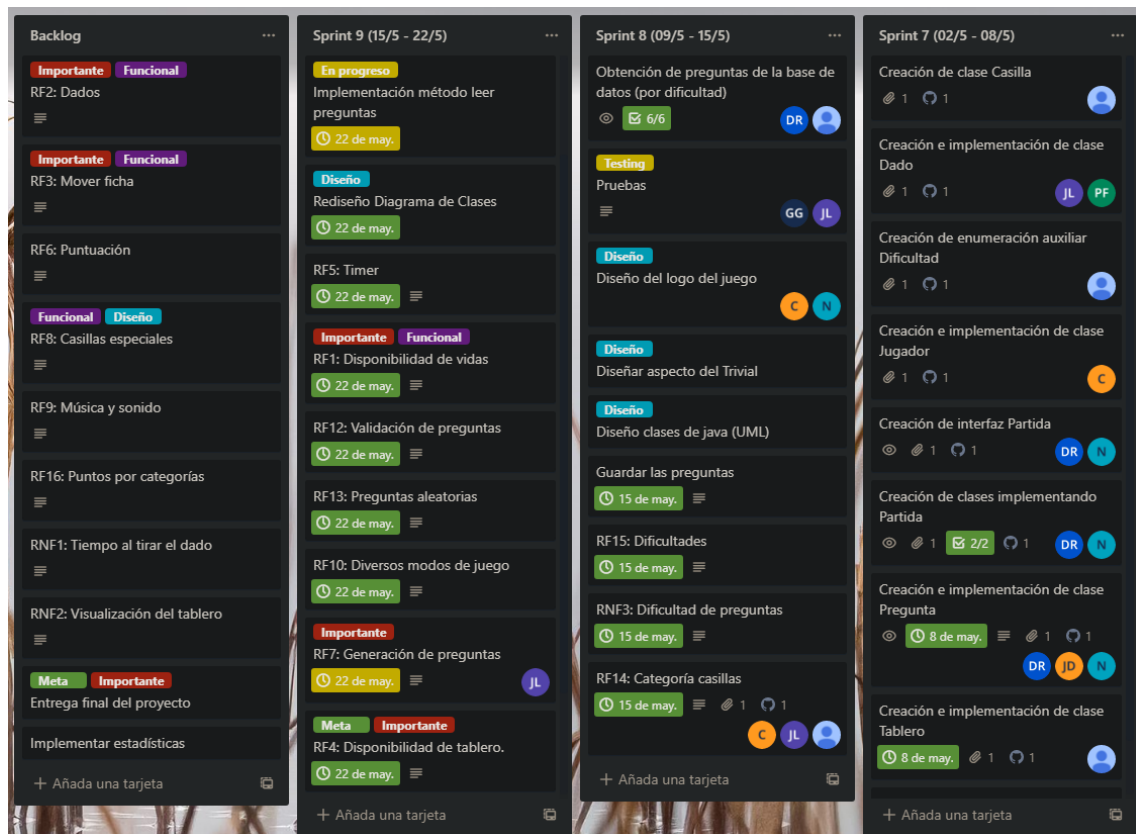 Backlog
Importante Funcional
RF2: Dados
Importante Funcional
RF3: Mover ficha
RF6: Puntuación
Funcional Diseño
RF8: Casillas especiales
RF9: Música y sonido
RF16: Puntos por categorías
RNF1: Tiempo al tirar el dado
RNF2: Visualización del tablero
Meta Importante
Entrega final del proyecto
Implementar estadísticas
+ Añada una tarjeta
Sprint 9 (15/5 - 22/5)
En progreso
Implementación método leer
preguntas
22 de may.
Diseño
Rediseño Diagrama de Clases
22 de may.
RF5: Timer
22 de may.
Importante Funcional
RF1: Disponibilidad de vidas
22 de may.
RF12: Validación de preguntas
22 de may.
RF13: Preguntas aleatorias
22 de may.
RF10: Diversos modos de juego
22 de may.
Importante
RF7: Generación de preguntas
22 de may. JL
Meta Importante
RF4: Disponibilidad de tablero.
22 de may.
+ Añada una tarjeta
Sprint 8 (09/5 - 15/5)
Obtención de preguntas de la base de
datos (por dificultad)
6/6 DR
Testing
Pruebas
GG JL
Diseño
Diseño del logo del juego
C N
Diseño
Diseñar aspecto del Trivial
Diseño
Diseño clases de java (UML)
Guardar las preguntas
15 de may.
RF15: Dificultades
15 de may.
RNF3: Dificultad de preguntas
15 de may.
RF14: Categoría casillas
15 de may. 1 1
C JL
+ Añada una tarjeta
Sprint 7 (02/5 - 08/5)
Creación de clase Casilla
1 1
Creación e implementación de clase
Dado
1 1 JL PF
Creación de enumeración auxiliar
Dificultad
1 1
Creación e implementación de clase
Jugador
1 1 C
Creación de interfaz Partida
1 1 DR N
Creación de clases implementando
Partida
1 2/2 1 DR N
Creación e implementación de clase
Pregunta
8 de may. 1 1
DR JD N
Creación e implementación de clase
Tablero
8 de may. 1 1
+ Añada una tarjeta